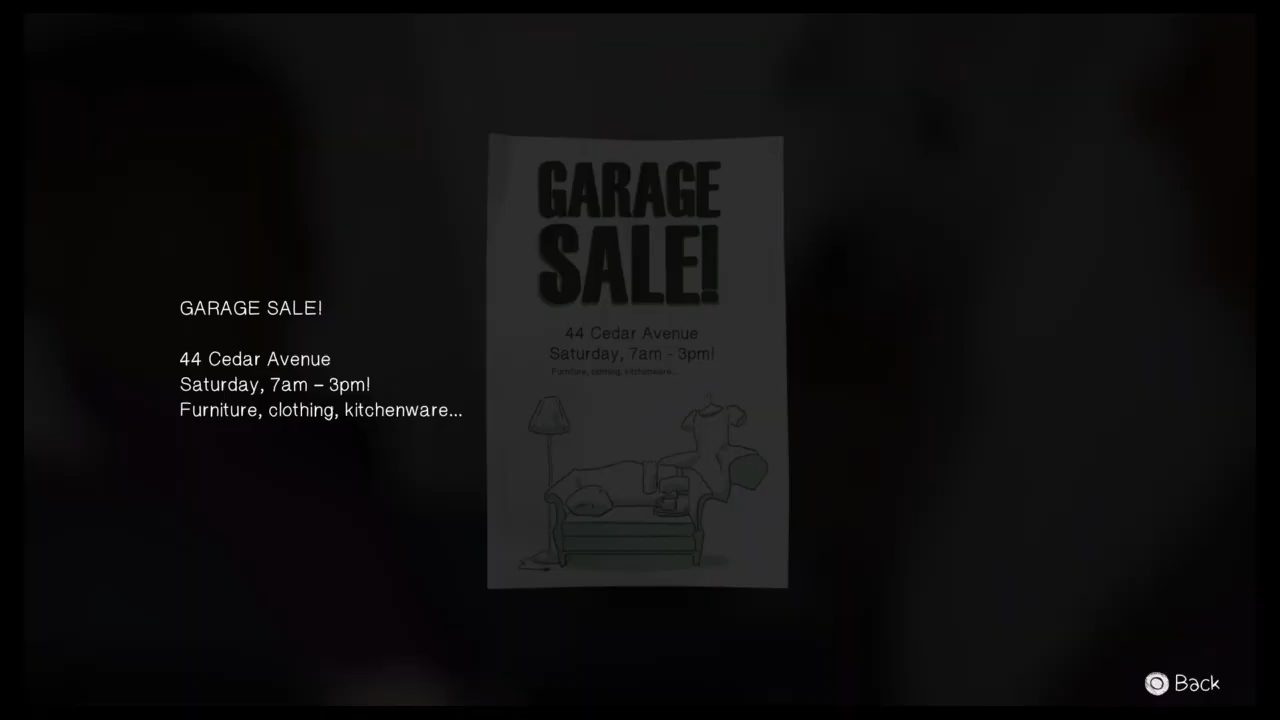 GARAGE SALE!
44 Cedar Avenue
Saturday, 7am – 3pm!
Furniture, clothing, kitchenware...
GARAGE
SALE!
44 Cedar Avenue
Saturday, 7am - 3pm!
Furniture, clothing, kitchenware...
Back